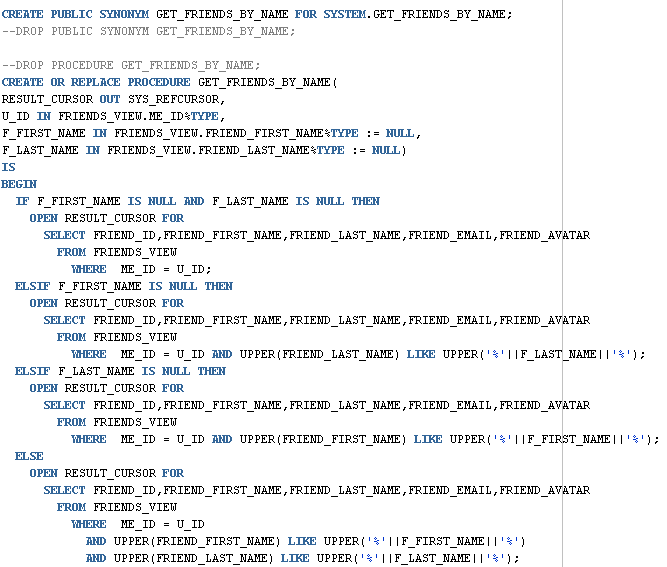 CREATE PUBLIC SYNONYM GET_FRIENDS_BY_NAME FOR SYSTEM.GET_FRIENDS_BY_NAME;
--DROP PUBLIC SYNONYM GET_FRIENDS_BY_NAME;
--DROP PROCEDURE GET_FRIENDS_BY_NAME;
CREATE OR REPLACE PROCEDURE GET_FRIENDS_BY_NAME(
RESULT_CURSOR OUT SYS_REFCURSOR,
U_ID IN FRIENDS_VIEW.ME_ID%TYPE,
F_FIRST_NAME IN FRIENDS_VIEW.FRIEND_FIRST_NAME%TYPE := NULL,
F_LAST_NAME IN FRIENDS_VIEW.FRIEND_LAST_NAME%TYPE := NULL)
IS
BEGIN
  IF F_FIRST_NAME IS NULL AND F_LAST_NAME IS NULL THEN
    OPEN RESULT_CURSOR FOR
      SELECT FRIEND_ID,FRIEND_FIRST_NAME,FRIEND_LAST_NAME,FRIEND_EMAIL,FRIEND_AVATAR
        FROM FRIENDS_VIEW
          WHERE  ME_ID = U_ID;
  ELSIF F_FIRST_NAME IS NULL THEN
    OPEN RESULT_CURSOR FOR
      SELECT FRIEND_ID,FRIEND_FIRST_NAME,FRIEND_LAST_NAME,FRIEND_EMAIL,FRIEND_AVATAR
        FROM FRIENDS_VIEW
          WHERE  ME_ID = U_ID AND UPPER(FRIEND_LAST_NAME) LIKE UPPER('%'||F_LAST_NAME||'%');
  ELSIF F_LAST_NAME IS NULL THEN
    OPEN RESULT_CURSOR FOR
      SELECT FRIEND_ID,FRIEND_FIRST_NAME,FRIEND_LAST_NAME,FRIEND_EMAIL,FRIEND_AVATAR
        FROM FRIENDS_VIEW
          WHERE  ME_ID = U_ID AND UPPER(FRIEND_FIRST_NAME) LIKE UPPER('%'||F_FIRST_NAME||'%');
  ELSE
    OPEN RESULT_CURSOR FOR
      SELECT FRIEND_ID,FRIEND_FIRST_NAME,FRIEND_LAST_NAME,FRIEND_EMAIL,FRIEND_AVATAR
        FROM FRIENDS_VIEW
          WHERE  ME_ID = U_ID
            AND UPPER(FRIEND_FIRST_NAME) LIKE UPPER('%'||F_FIRST_NAME||'%')
            AND UPPER(FRIEND_LAST_NAME) LIKE UPPER('%'||F_LAST_NAME||'%');